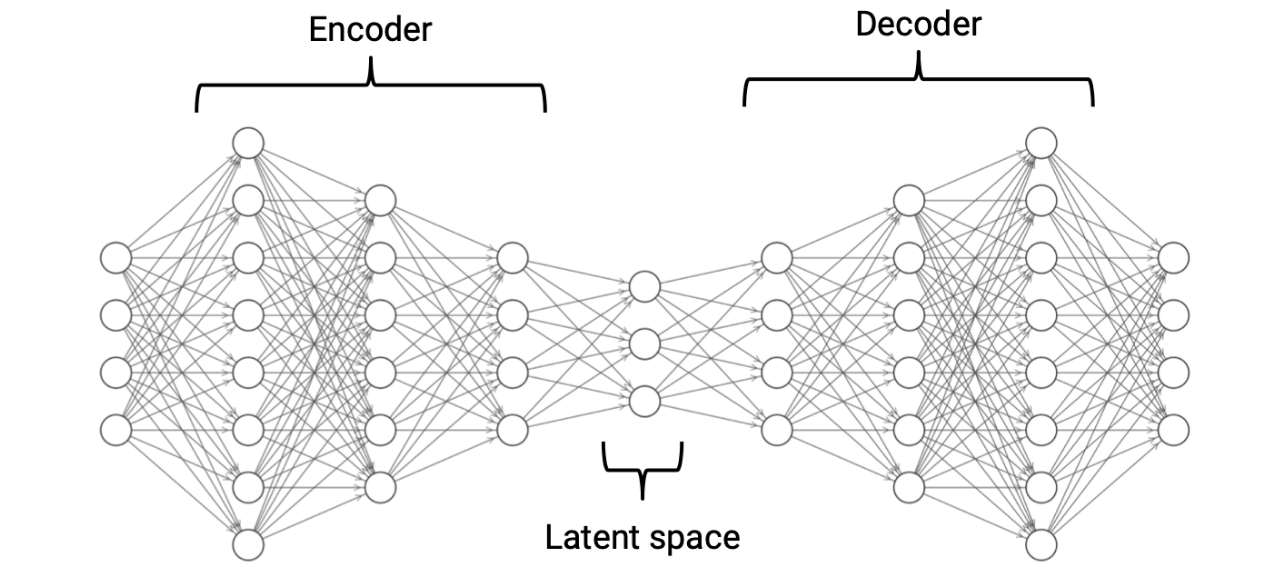 Encoder
Decoder
Latent space